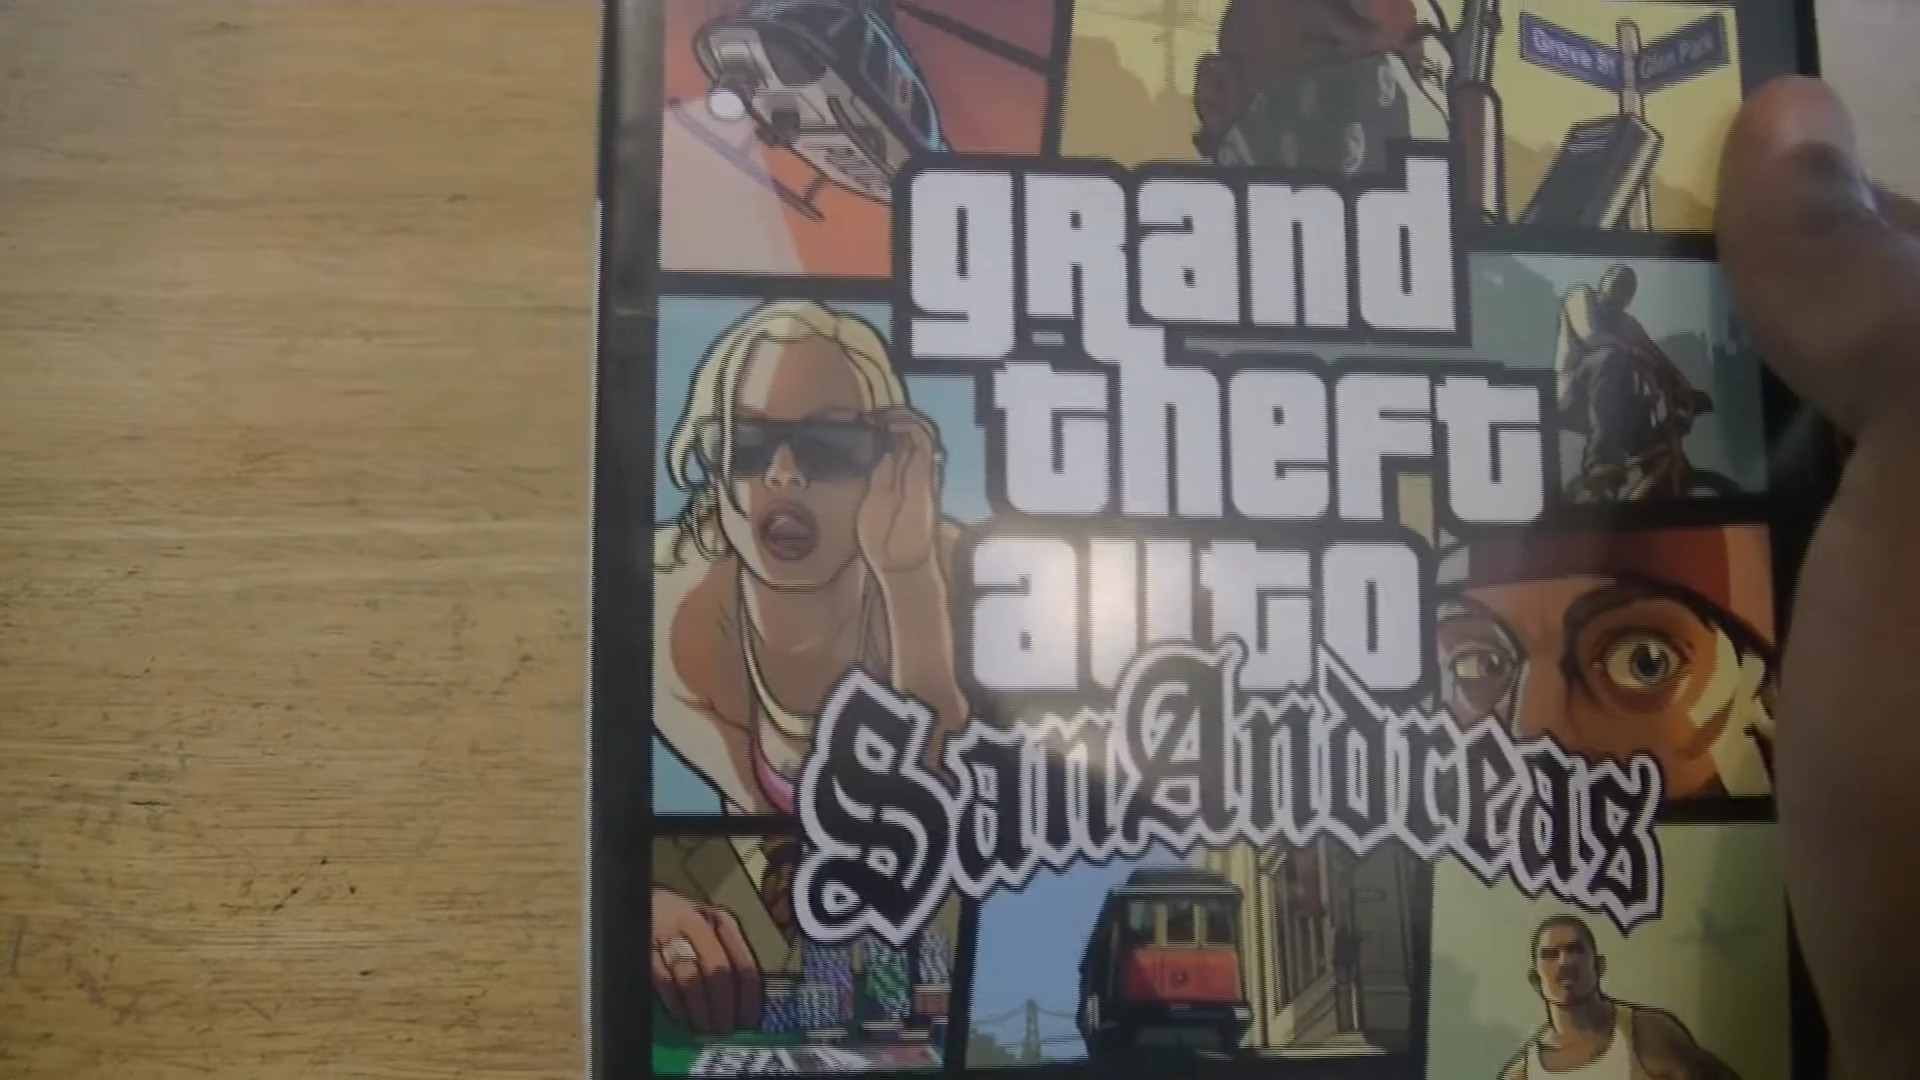 Grove St
Glen Park
grand
theft
auto
San Andreas